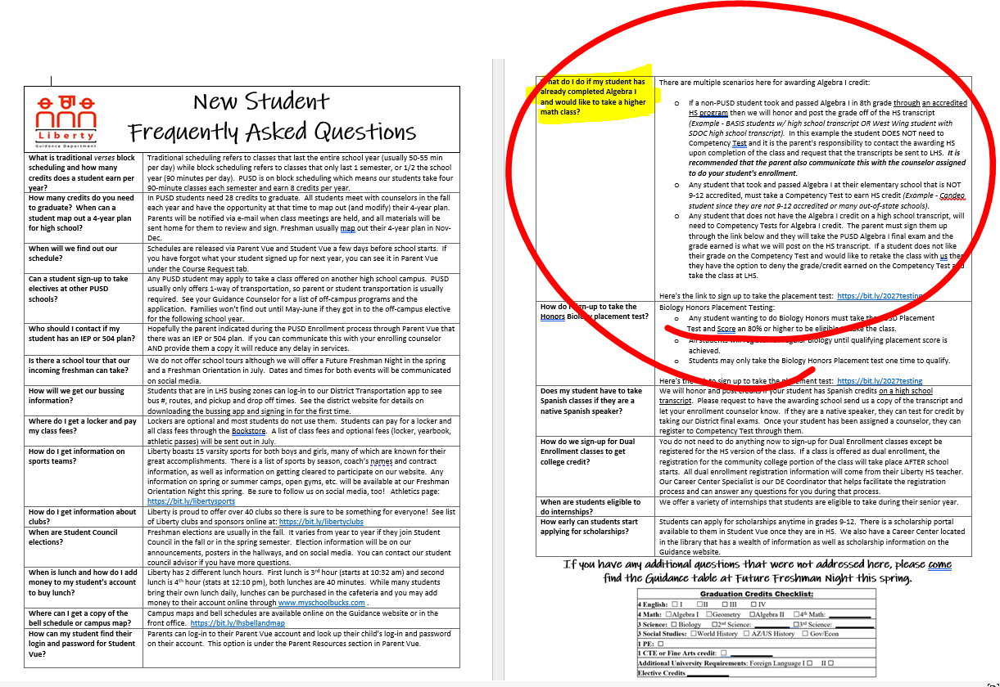 New Student
Frequently Asked Questions
Liberty
Guidance Department
What is traditional verses block
scheduling and how many
credits does a student earn per
year?
Traditional scheduling refers to classes that last the entire school year (usually 50-55 min
per day) while block scheduling refers to classes that only last 1 semester, or 1/2 the school
year (90 minutes per day). PUSD is on block scheduling which means our students take four
90-minute classes each semester and earn 8 credits per year.
How many credits do you need
to graduate? When can a
student map out a 4-year plan
for high school?
In PUSD students need 28 credits to graduate. All students meet with counselors in the fall
each year and have the opportunity at that time to map out (and modify) their 4-year plan.
Parents will be notified via e-mail when class meetings are held, and all materials will be
sent home for them to review and sign. Freshman usually map out their 4-year plan in Nov-
Dec.
When will we find out our
schedule?
Schedules are released via Parent Vue and Student Vue a few days before school starts. If
you have forgot what your student signed up for next year, you can see it in Parent Vue
under the Course Request tab.
Can a student sign-up to take
electives at other PUSD
schools?
Any PUSD student may apply to take a class offered on another high school campus. PUSD
usually only offers 1-way of transportation, so parent or student transportation is usually
required. See your Guidance Counselor for a list of off-campus programs and the
application. Families won't find out until May-June if they got in to the off-campus elective
for the following school year.
Who should I contact if my
student has an IEP or 504 plan?
Hopefully the parent indicated during the PUSD Enrollment process through Parent Vue that
there was an IEP or 504 plan. If you can communicate this with your enrolling counselor
AND provide them a copy it will reduce any delay in services.
Is there a school tour that our
incoming freshman can take?
We do not offer school tours although we will offer a Future Freshman Night in the spring
and a Freshman Orientation in July. Dates and times for both events will be communicated
on social media.
How will we get our bussing
information?
Students that are in LHS busing zones can log-in to our District Transportation app to see
bus #, routes, and pickup and drop off times. See the district website for details on
downloading the bussing app and signing in for the first time.
Where do I get a locker and pay
my class fees?
Lockers are optional and most students do not use them. Students can pay for a locker and
all class fees through the Bookstore. A list of class fees and optional fees (locker, yearbook,
athletic passes) will be sent out in July.
How do I get information on
sports teams?
Liberty boasts 15 varsity sports for both boys and girls, many of which are known for their
great accomplishments. There is a list of sports by season, coach's names and contract
information, as well as information on getting cleared to participate on our website. Any
information on spring or summer camps, open gyms, etc. will be available at our Freshman
Orientation Night this spring. Be sure to follow us on social media, too! Athletics page:
https://bit.ly/libertysports
How do I get information about
clubs?
Liberty is proud to offer over 40 clubs so there is sure to be something for everyone! See list
of Liberty clubs and sponsors online at: https://bit.ly/libertyclubs
When are Student Council
elections?
Freshman elections are usually in the fall. It varies from year to year if they join Student
Council in the fall or in the spring semester. Election information will be on our
announcements, posters in the hallways, and on social media. You can contact our student
council advisor if you have more questions.
When is lunch and how do I add
money to my student's account
to buy lunch?
Liberty has 2 different lunch hours. First lunch is 3rd hour (starts at 10:32 am) and second
lunch is 4th hour (stats at 12:10 pm), both lunches are 40 minutes. While many students
bring their own lunch daily, lunches can be purchased in the cafeteria and you may add
money to their account online through www.myschoolbucks.com .
Where can I get a copy of the
bell schedule or campus map?
Campus maps and bell schedules are available online on the Guidance website or in the
front office. https://bit.ly/lhsbellandmap
How can my student find their
login and password for Student
Vue?
Parents can log-in to their Parent Vue account and look up their child's log-in and password
on their account. This option is under the Parent Resources section in Parent Vue.
What do I do if my student has
already completed Algebra I
and would like to take a higher
math class?
There are multiple scenarios here for awarding Algebra I credit:
o If a non-PUSD student took and passed Algebra I in 8th grade through an accredited
HS program then we will honor and post the grade off of the HS transcript
(Example - BASIS students w/ high school transcript OR West Wing student with
SDOC high school transcript). In this example the student DOES NOT need to
Competency Test and it is the parent's responsibility to contact the awarding HS
upon completion of the class and request that the transcripts be sent to LHS. It is
recommended that the parent also communicate this with the counselor assigned
to do your student's enrollment.
o Any student that took and passed Algebra I at their elementary school that is NOT
9-12 accredited, must take a Competency Test to earn HS credit (Example - Candeo
student since they are not 9-12 accredited or many out-of-state schools).
o Any student that does not have the Algebra I credit on a high school transcript, will
need to Competency Tests for Algebra I credit. The parent must sign them up
through the link below and they will take the PUSD Algebra I final exam and the
grade earned is what we will post on the HS transcript. If a student does not like
their grade on the Competency Test and would like to retake the class with us then
they have the option to deny the grade/credit earned on the Competency Test and
take the class at LHS.
Here's the link to sign up to take the placement test: https://bit.ly/2027testing
How do I sign-up to take the
Honors Biology placement test?
Biology Honors Placement Testing:
o Any student wanting to do Biology Honors must take the PUSD Placement
Test and Score an 80% or higher to be eligible to take the class.
o All students will register regular Biology until qualifying placement score is
achieved.
o Students may only take the Biology Honors Placement test one time to qualify.
Here's the link to sign up to take the placement test: https://bit.ly/2027testing
Does my student have to take
Spanish classes if they are a
native Spanish speaker?
We will honor and post credits if your student has Spanish credits on a high school
transcript. Please request to have the awarding school send us a copy of the transcript and
let your enrollment counselor know. If they are a native speaker, they can test for credit by
taking our District final exams. Once your student has been assigned a counselor, they can
register to Competency Test through them.
How do we sign-up for Dual
Enrollment classes to get
college credit?
You do not need to do anything now to sign-up for Dual Enrollment classes except be
registered for the HS version of the class. If a class is offered as dual enrollment, the
registration for the community college portion of the class will take place AFTER school
starts. All dual enrollment registration information will come from their Liberty HS teacher.
Our Career Center Specialist is our DE Coordinator that helps facilitate the registration
process and can answer any questions for you during that process.
When are students eligible to
do internships?
We offer a variety of internships that students are eligible to take during their senior year.
How early can students start
applying for scholarships?
Students can apply for scholarships anytime in grades 9-12. There is a scholarship portal
available to them in Student Vue once they are in HS. We also have a Career Center located
in the library that has a wealth of information as well as scholarship information on the
Guidance website.
If you have any additional questions that were not addressed here, please come
find the Guidance table at Future Freshman Night this spring.
Graduation Credits Checklist:
4 English: ☐ I ☐II ☐ III ☐ IV
4 Math: ☐Algebra I ☐Geometry ☐Algebra II ☐4th Math: ________
3 Science: ☐ Biology ☐2nd Science: ________ ☐3rd Science: ________
3 Social Studies: ☐World History ☐ AZ/US History ☐ Gov/Econ
1 PE: ☐
1 CTE or Fine Arts credit: ☐ ________
Additional University Requirements: Foreign Language I ☐ II ☐
Elective Credits ________